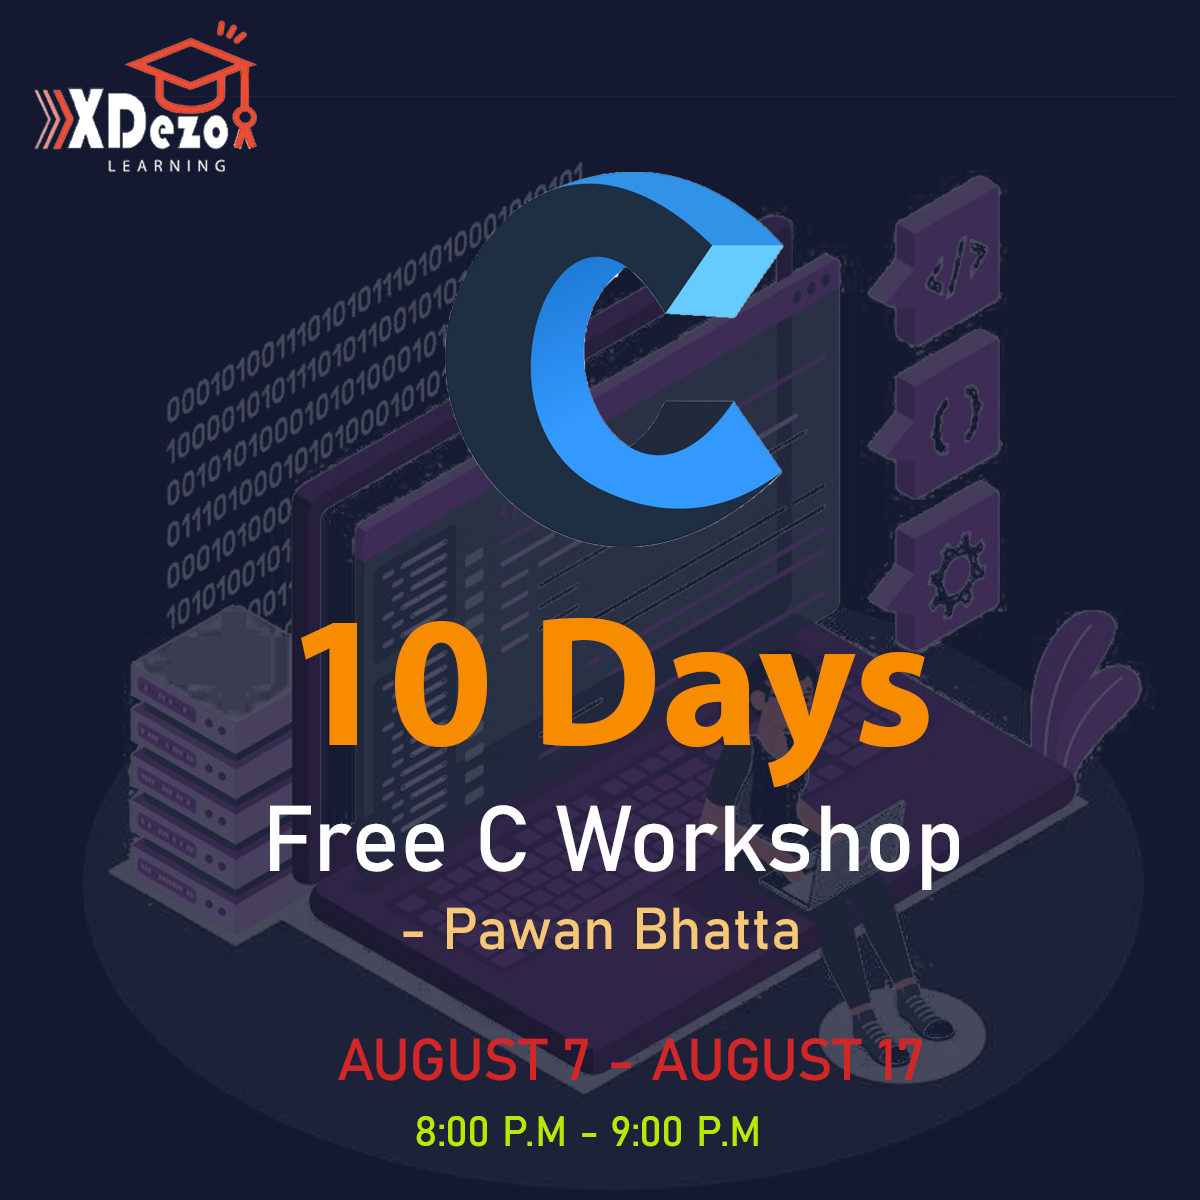 XDezo
LEARNING
C
10 Days
Free C Workshop
- Pawan Bhatta
AUGUST 7 - AUGUST 17
8:00 P.M - 9:00 P.M